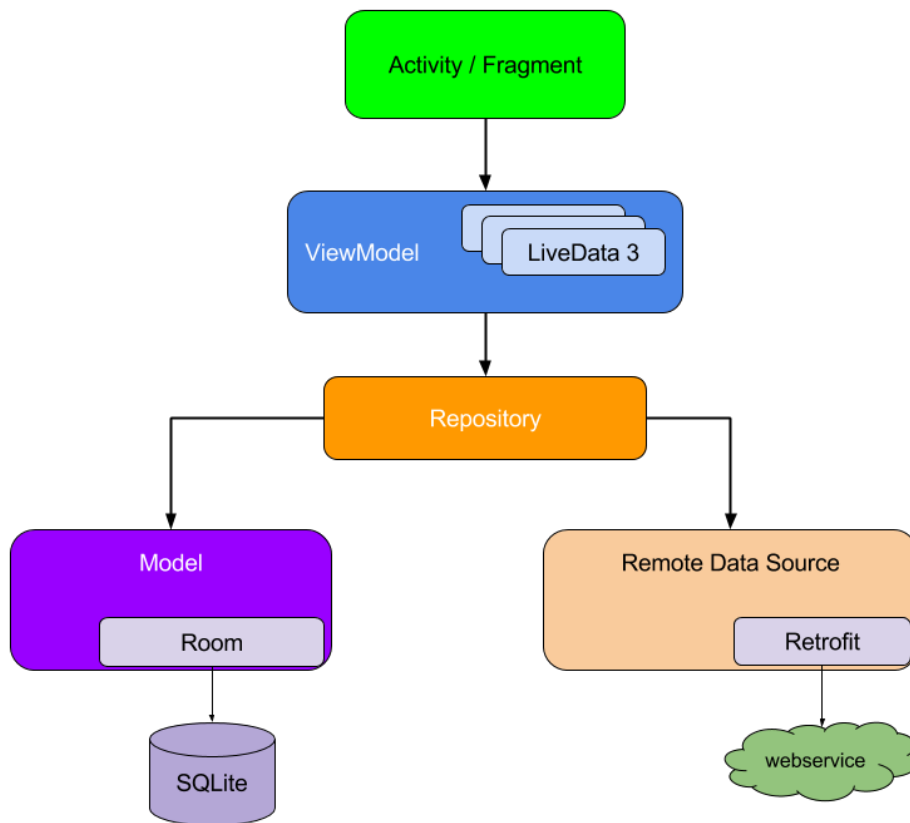 Activity / Fragment
ViewModel
LiveData 3
Repository
Model
Remote Data Source
Room
Retrofit
SQLite
webservice